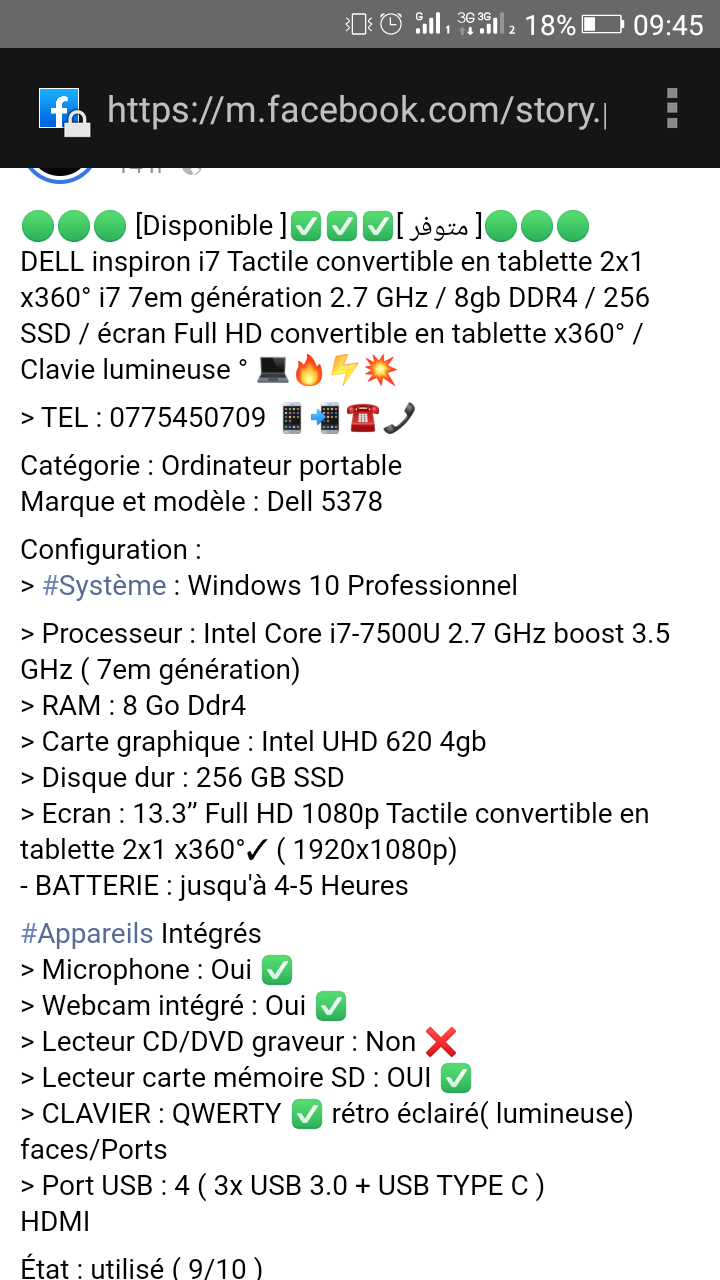 G 1 3G 3G 2 18% 09:45
https://m.facebook.com/story.p
[Disponible ]✅✅✅[ متوفر ]
DELL inspiron i7 Tactile convertible en tablette 2x1
x360° i7 7em génération 2.7 GHz / 8gb DDR4 / 256
SSD / écran Full HD convertible en tablette x360° /
Clavie lumineuse °
> TEL : 0775450709
Catégorie : Ordinateur portable
Marque et modèle : Dell 5378
Configuration :
> #Système : Windows 10 Professionnel
> Processeur : Intel Core i7-7500U 2.7 GHz boost 3.5
GHz ( 7em génération)
> RAM : 8 Go Ddr4
> Carte graphique : Intel UHD 620 4gb
> Disque dur : 256 GB SSD
> Ecran : 13.3” Full HD 1080p Tactile convertible en
tablette 2x1 x360°✓ ( 1920x1080p)
- BATTERIE : jusqu'à 4-5 Heures
#Appareils Intégrés
> Microphone : Oui ✅
> Webcam intégré : Oui ✅
> Lecteur CD/DVD graveur : Non ❌
> Lecteur carte mémoire SD : OUI ✅
> CLAVIER : QWERTY ✅ rétro éclairé( lumineuse)
faces/Ports
> Port USB : 4 ( 3x USB 3.0 + USB TYPE C )
HDMI
État : utilisé ( 9/10 )